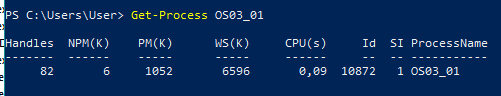 PS C:\Users\User> Get-Process OS03_01
Handles NPM(K) PM(K) WS(K) CPU(s) Id SI ProcessName
------- ------ ----- ----- ------ -- -- -----------
82 6 1052 6596 0,09 10872 1 OS03_01